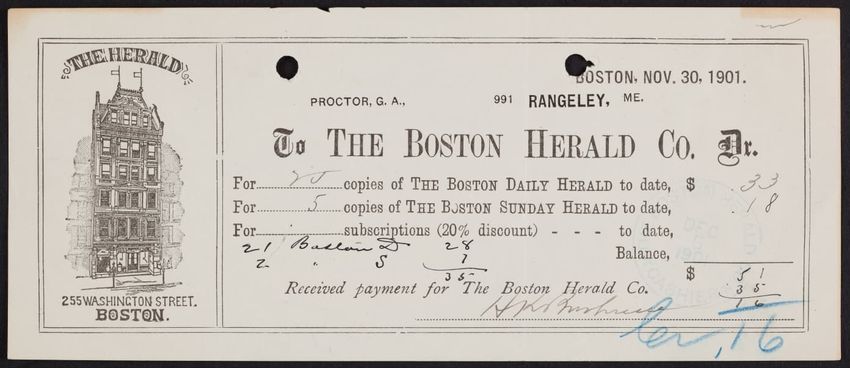 THE HERALD
255 WASHINGTON STREET.
BOSTON.
BOSTON, NOV. 30, 1901.
PROCTOR, G. A., 991 RANGELEY, ME.
To THE BOSTON HERALD CO. Dr.
For copies of THE BOSTON DAILY HERALD to date, $ .33
For 5 copies of THE BOSTON SUNDAY HERALD to date, .18
For subscriptions (20% discount) - - - to date,
21 Boston D 28
Balance,
2 " S 7
35
$ 51
35
16
Received payment for The Boston Herald Co.
Cr. .16